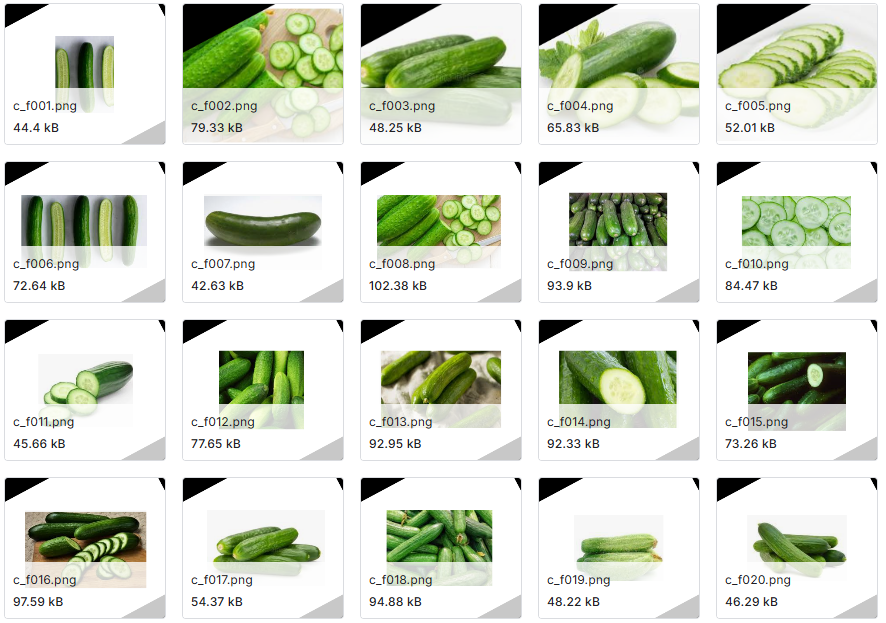 c_f001.png
44.4 kB
c_f002.png
79.33 kB
c_f003.png
48.25 kB
c_f004.png
65.83 kB
c_f005.png
52.01 kB
c_f006.png
72.64 kB
c_f007.png
42.63 kB
c_f008.png
102.38 kB
c_f009.png
93.9 kB
c_f010.png
84.47 kB
c_f011.png
45.66 kB
c_f012.png
77.65 kB
c_f013.png
92.95 kB
c_f014.png
92.33 kB
c_f015.png
73.26 kB
c_f016.png
97.59 kB
c_f017.png
54.37 kB
c_f018.png
94.88 kB
c_f019.png
48.22 kB
c_f020.png
46.29 kB